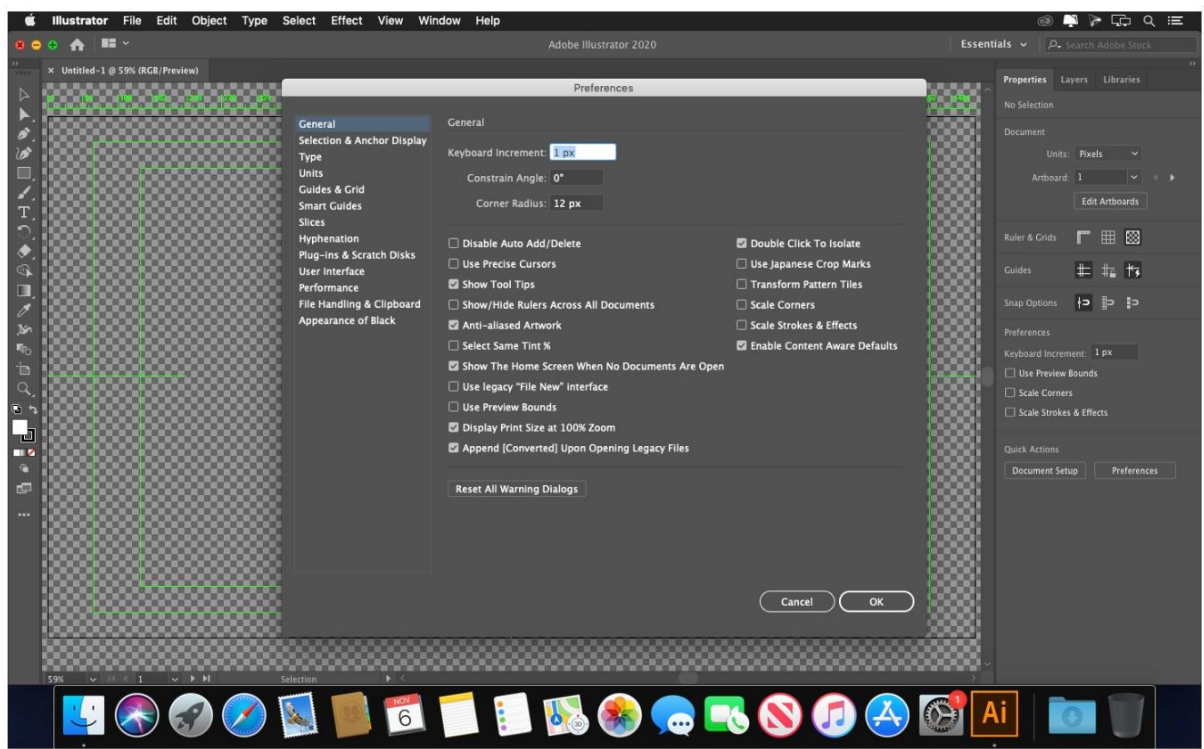 Illustrator File Edit Object Type Select Effect View Window Help
Adobe Illustrator 2020
Essentials
Search Adobe Stock
× Untitled-1 @ 59% (RGB/Preview)
Preferences
General
Selection & Anchor Display
Type
Units
Guides & Grid
Smart Guides
Slices
Hyphenation
Plug-ins & Scratch Disks
User Interface
Performance
File Handling & Clipboard
Appearance of Black
General
Keyboard Increment: 1 px
Constrain Angle: 0°
Corner Radius: 12 px
Disable Auto Add/Delete
Use Precise Cursors
Show Tool Tips
Show/Hide Rulers Across All Documents
Anti-aliased Artwork
Select Same Tint %
Show The Home Screen When No Documents Are Open
Use legacy "File New" interface
Use Preview Bounds
Display Print Size at 100% Zoom
Append [Converted] Upon Opening Legacy Files
Double Click To Isolate
Use Japanese Crop Marks
Transform Pattern Tiles
Scale Corners
Scale Strokes & Effects
Enable Content Aware Defaults
Reset All Warning Dialogs
Cancel
OK
Properties Layers Libraries
No Selection
Document
Units: Pixels
Artboard: 1
Edit Artboards
Ruler & Grids
Guides
Snap Options
Preferences
Keyboard Increment: 1 px
Use Preview Bounds
Scale Corners
Scale Strokes & Effects
Quick Actions
Document Setup
Preferences
59%
1
Selection
NOV
6
1
Ai